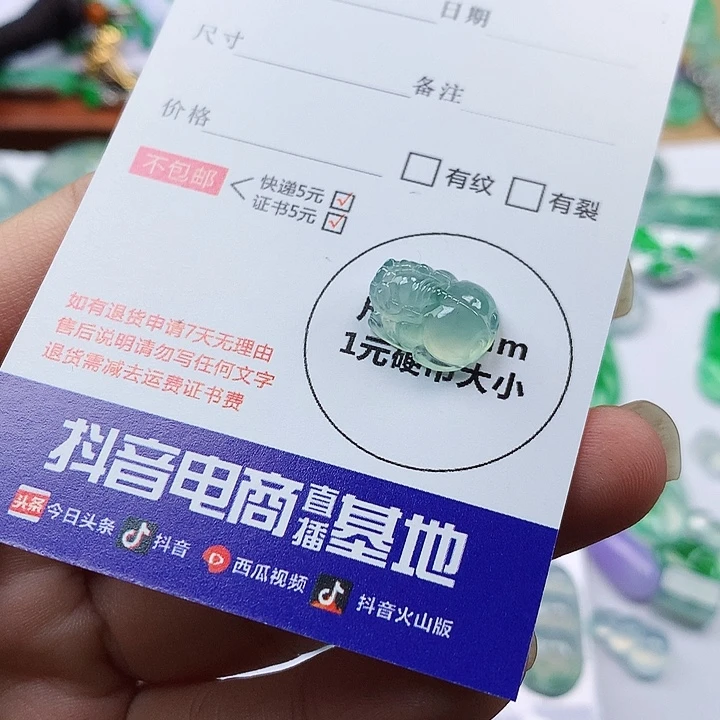 日期
尺寸
备注
价格
不包邮
快递5元
证书5元
有纹
有裂
1元硬币大小
如有退货申请7天无理由
售后说明请勿写任何文字
退货需减去运费证书费
抖音电商直播基地
头条 今日头条 抖音 西瓜视频 抖音火山版